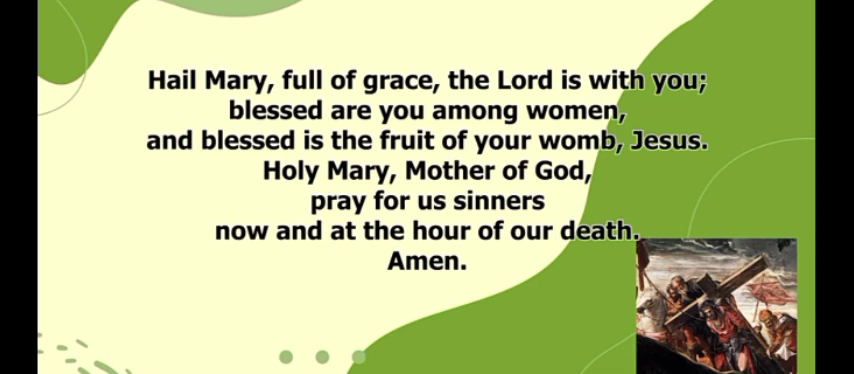 Hail Mary, full of grace, the Lord is with you;
blessed are you among women,
and blessed is the fruit of your womb, Jesus.
Holy Mary, Mother of God,
pray for us sinners
now and at the hour of our death.
Amen.